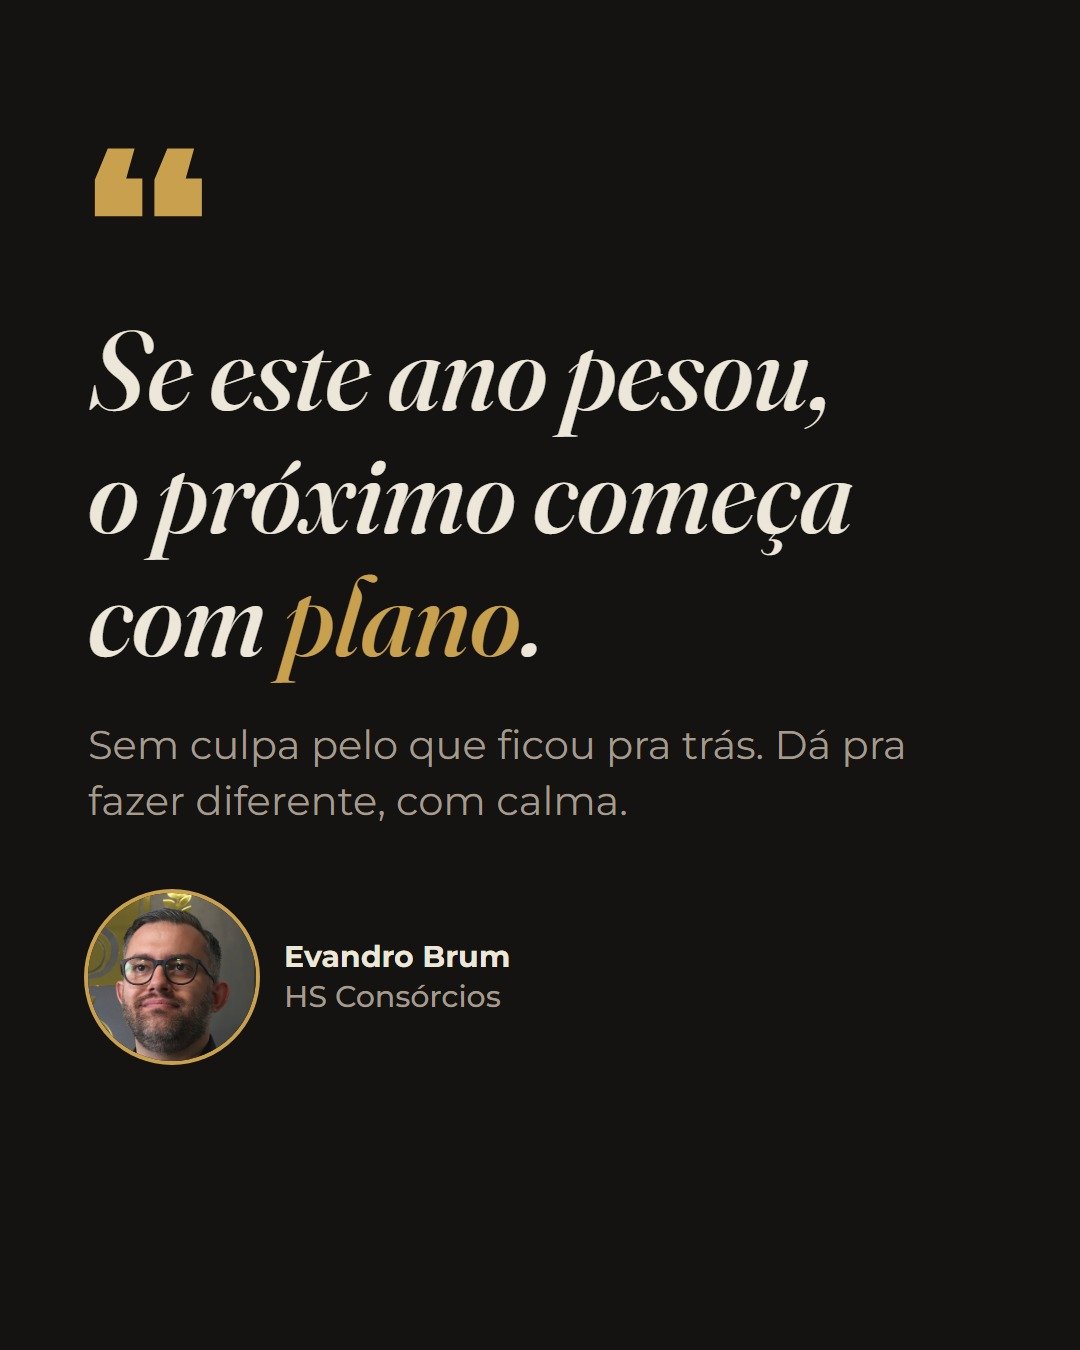 “
Se este ano pesou,
o próximo começa
com plano.
Sem culpa pelo que ficou pra trás. Dá pra
fazer diferente, com calma.
Evandro Brum
HS Consórcios